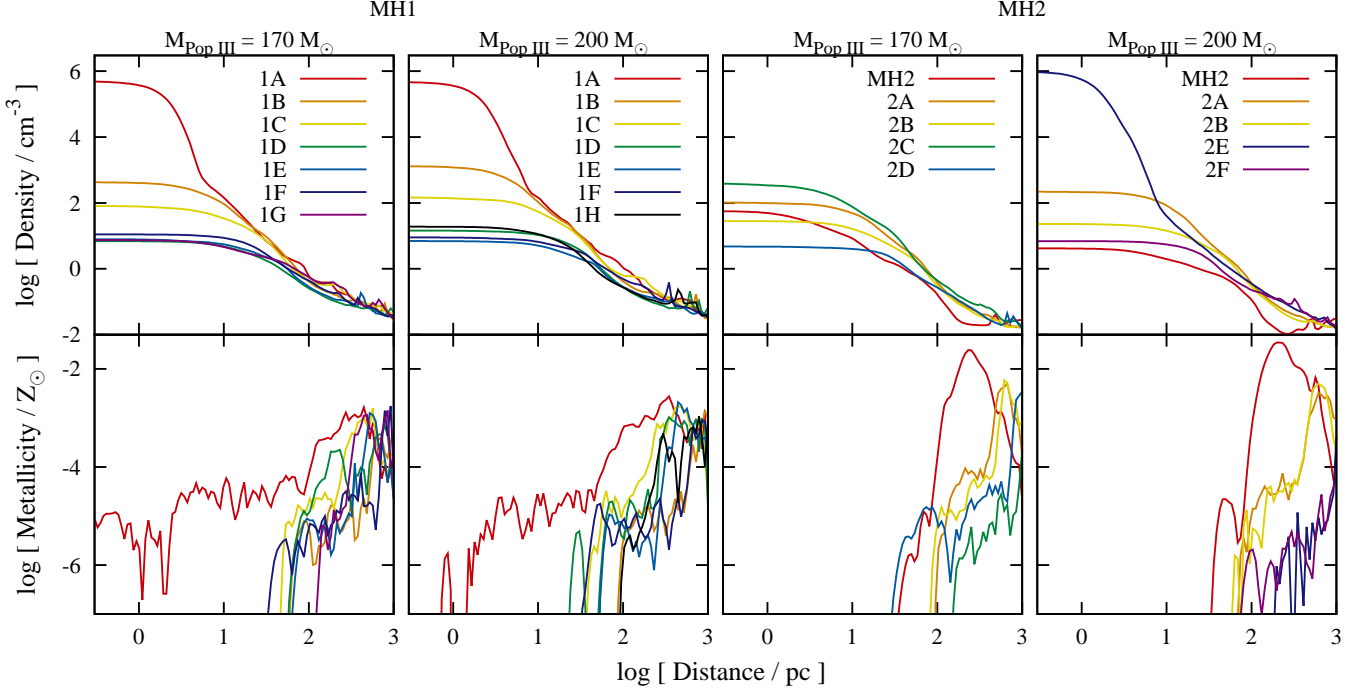 MH1 MH2
M_Pop III = 170 M_⊙ M_Pop III = 200 M_⊙ M_Pop III = 170 M_⊙ M_Pop III = 200 M_⊙
log [ Density / cm^-3 ]
6
4
2
0
-2
1A
1B
1C
1D
1E
1F
1G
1A
1B
1C
1D
1E
1F
1H
MH2
2A
2B
2C
2D
MH2
2A
2B
2E
2F
log [ Metallicity / Z_⊙ ]
-2
-4
-6
0 1 2 3 0 1 2 3 0 1 2 3 0 1 2 3
log [ Distance / pc ]